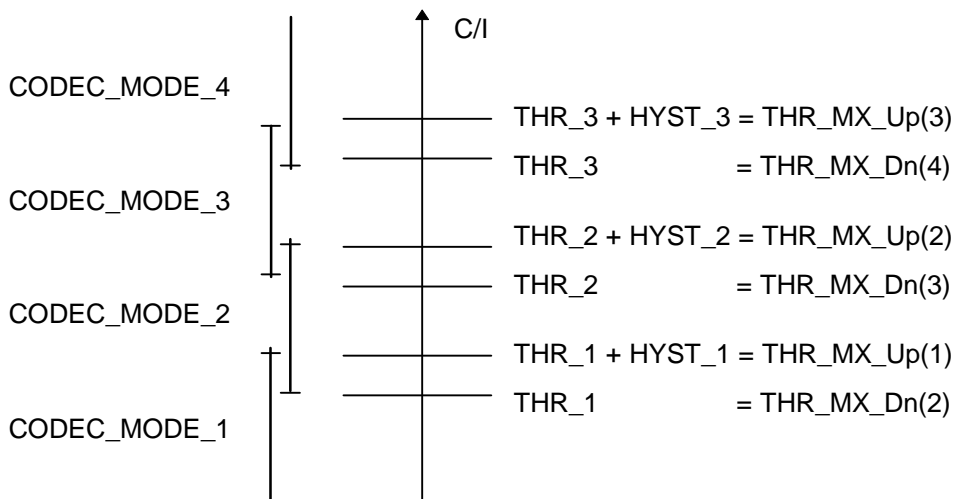 C/I
CODEC_MODE_4
THR_3 + HYST_3 = THR_MX_Up(3)
THR_3 = THR_MX_Dn(4)
CODEC_MODE_3
THR_2 + HYST_2 = THR_MX_Up(2)
THR_2 = THR_MX_Dn(3)
CODEC_MODE_2
THR_1 + HYST_1 = THR_MX_Up(1)
THR_1 = THR_MX_Dn(2)
CODEC_MODE_1